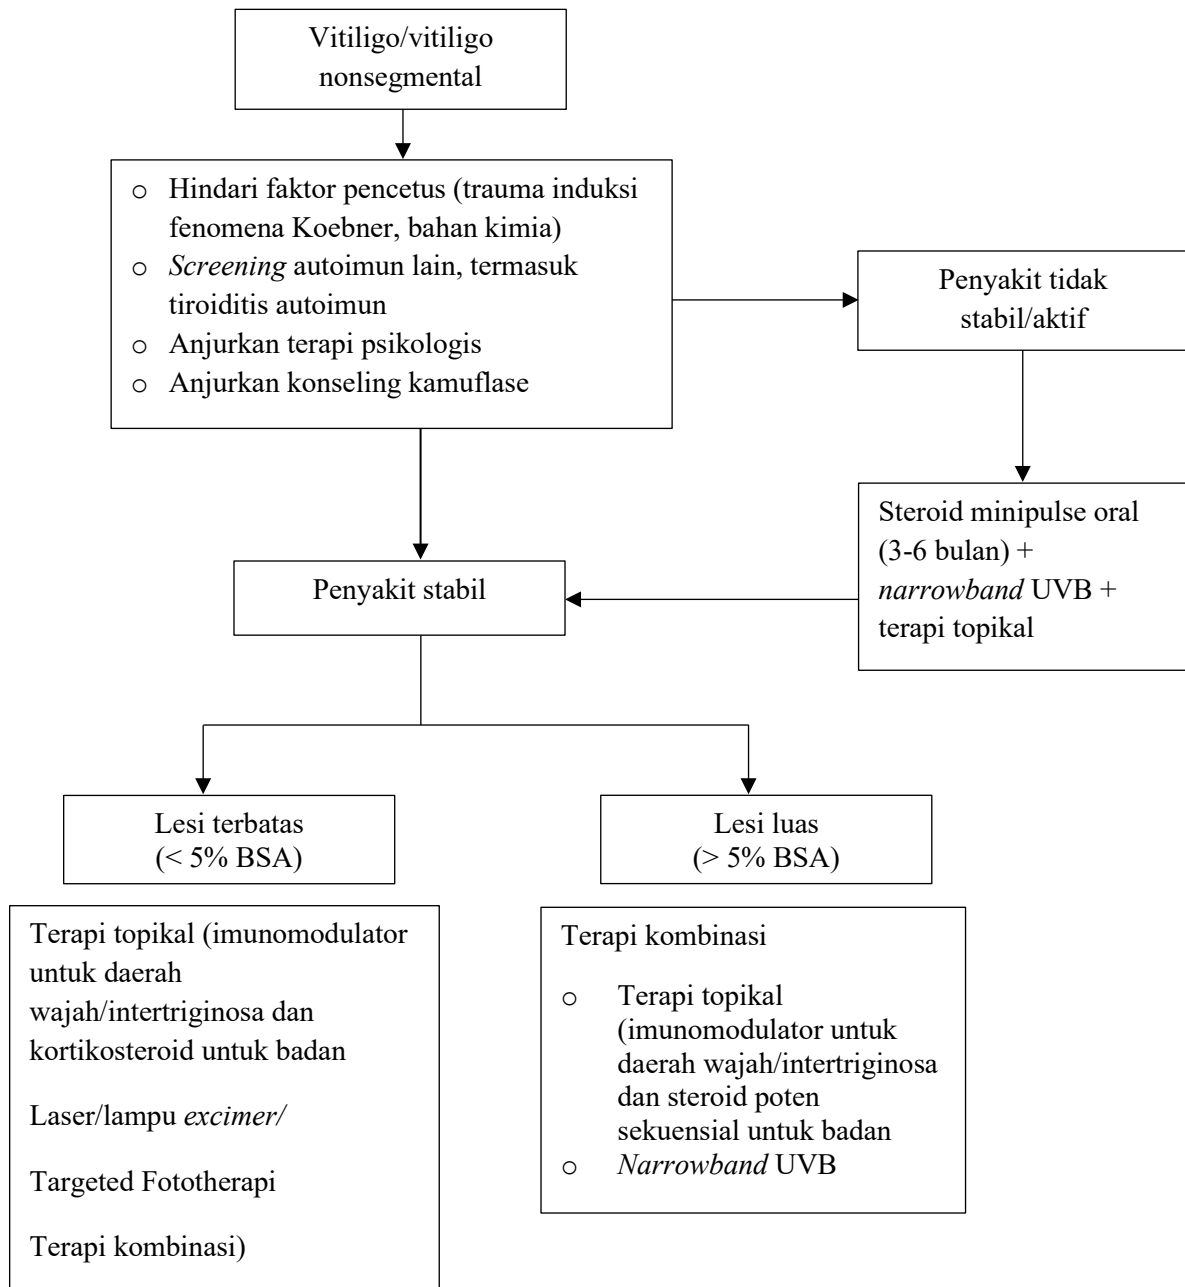 Vitiligo/vitiligo
nonsegmental
o Hindari faktor pencetus (trauma induksi
fenomena Koebner, bahan kimia)
o Screening autoimun lain, termasuk
tiroiditis autoimun
o Anjurkan terapi psikologis
o Anjurkan konseling kamuflase
Penyakit tidak
stabil/aktif
Steroid minipulse oral
(3-6 bulan) +
narrowband UVB +
terapi topikal
Penyakit stabil
Lesi terbatas
(< 5% BSA)
Lesi luas
(> 5% BSA)
Terapi topikal (imunomodulator
untuk daerah
wajah/intertriginosa dan
kortikosteroid untuk badan
Laser/lampu excimer/
Targeted Fototherapi
Terapi kombinasi)
Terapi kombinasi
o Terapi topikal
(imunomodulator untuk
daerah wajah/intertriginosa
dan steroid poten
sekuensial untuk badan
o Narrowband UVB